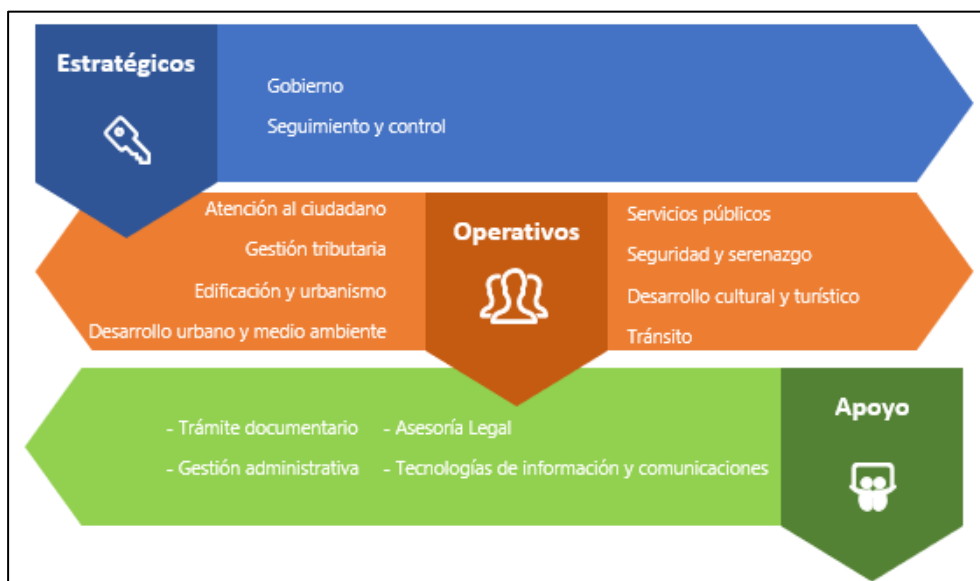 Estratégicos
Gobierno
Seguimiento y control
Atención al ciudadano
Gestión tributaria
Edificación y urbanismo
Desarrollo urbano y medio ambiente
Operativos
Servicios públicos
Seguridad y serenazgo
Desarrollo cultural y turístico
Tránsito
- Trámite documentario - Asesoría Legal
- Gestión administrativa - Tecnologías de información y comunicaciones
Apoyo